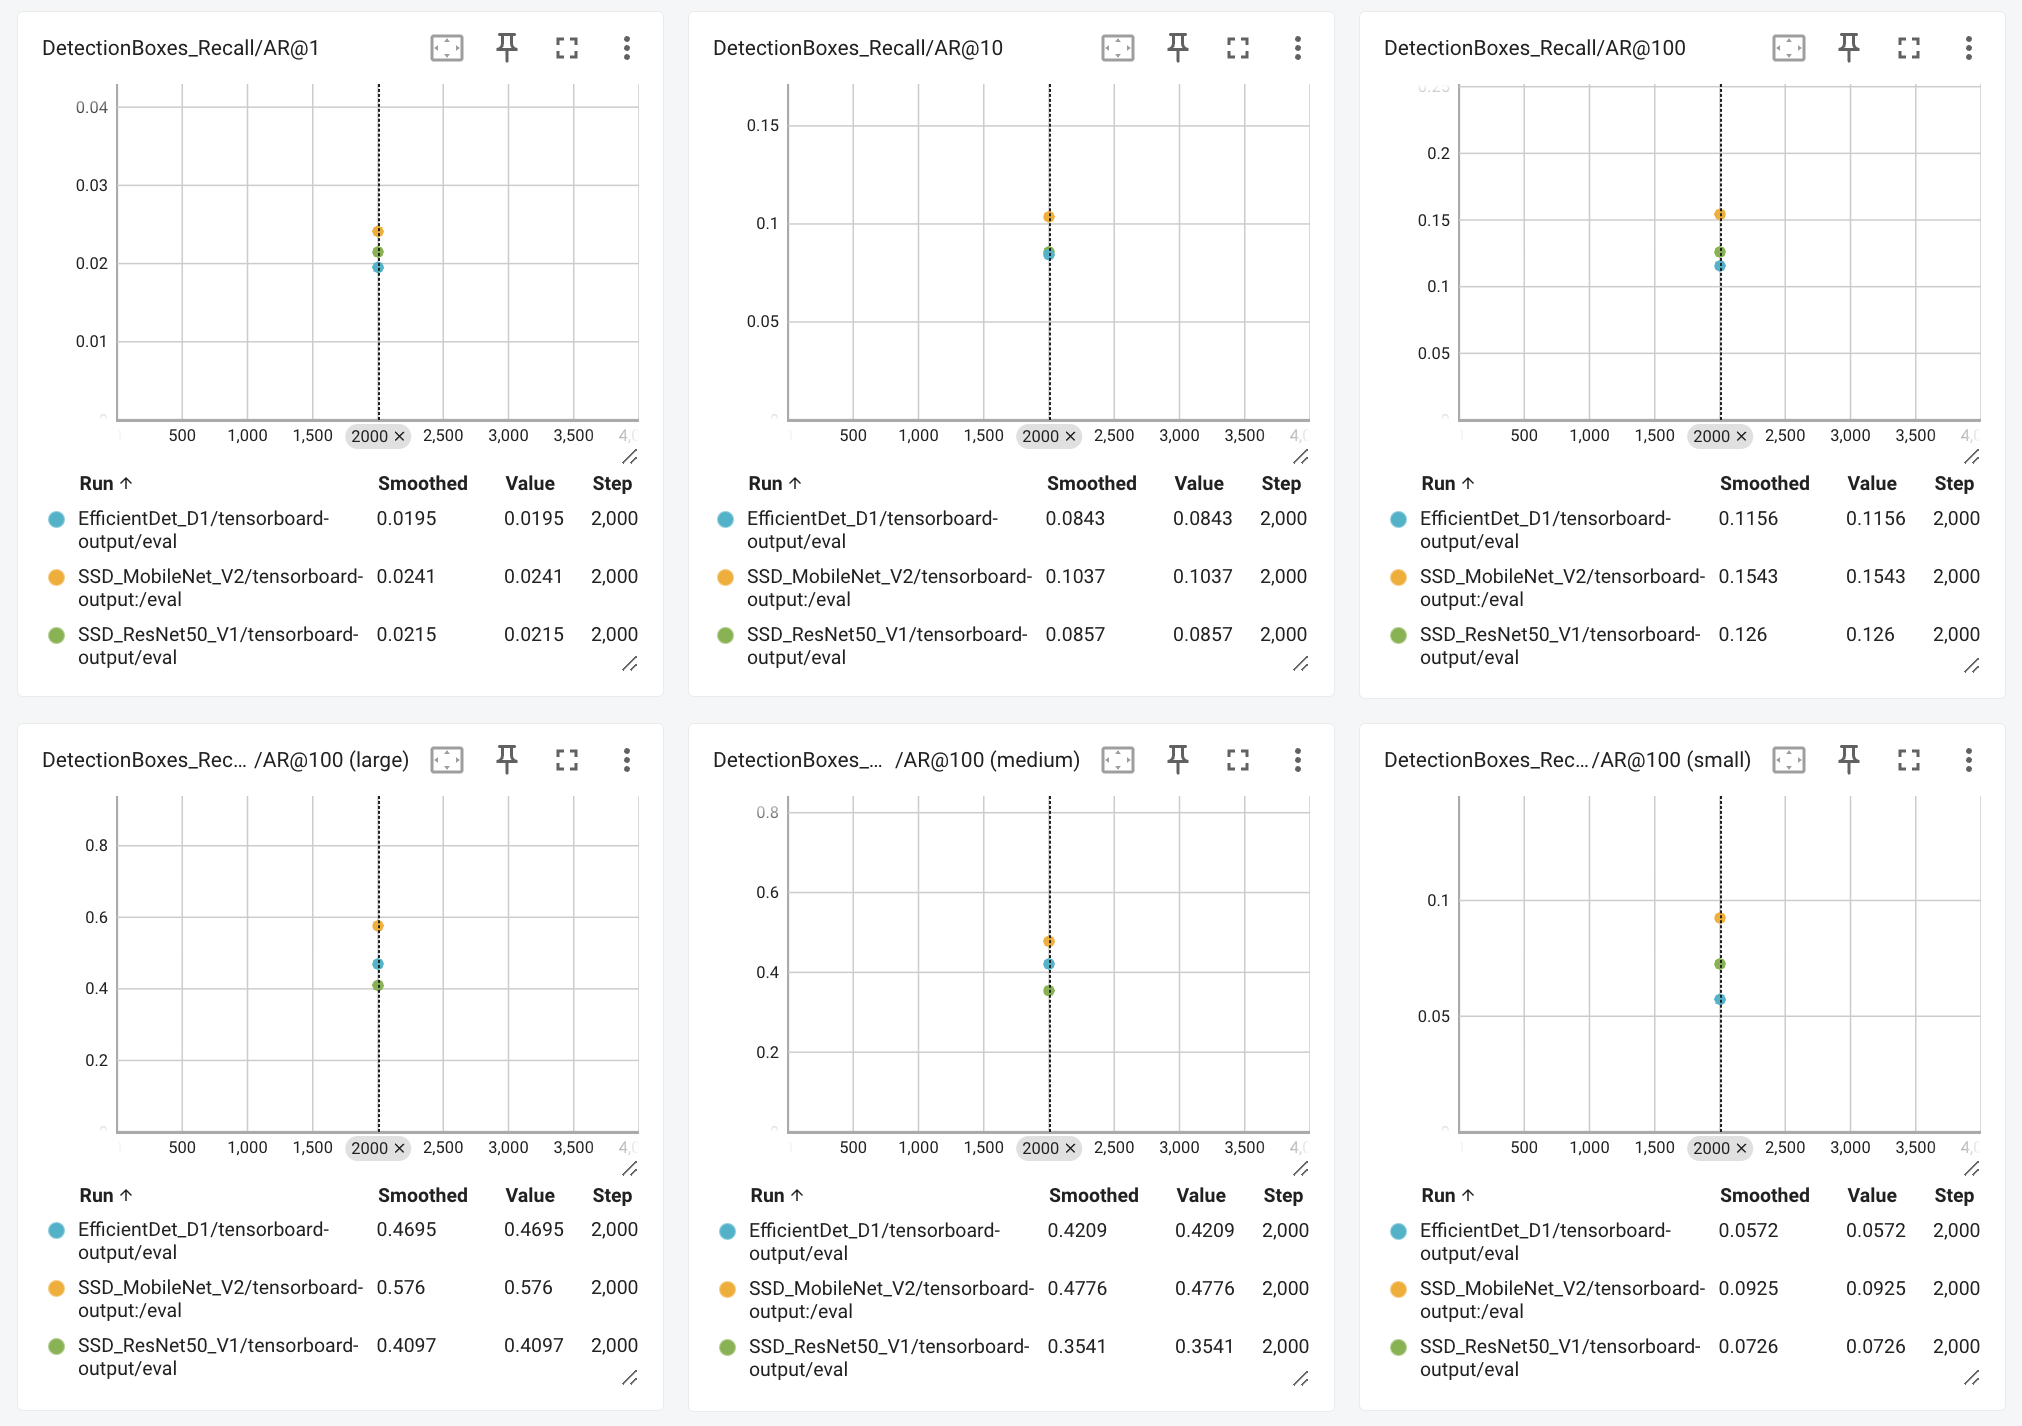 DetectionBoxes_Recall/AR@1
0.04
0.03
0.02
0.01
0
500 1,000 1,500 2000 × 2,500 3,000 3,500
Run ↑ Smoothed Value Step
EfficientDet_D1/tensorboard- 0.0195 0.0195 2,000
output/eval
SSD_MobileNet_V2/tensorboard- 0.0241 0.0241 2,000
output:/eval
SSD_ResNet50_V1/tensorboard- 0.0215 0.0215 2,000
output/eval
DetectionBoxes_Recall/AR@10
0.15
0.1
0.05
0
500 1,000 1,500 2000 × 2,500 3,000 3,500
Run ↑ Smoothed Value Step
EfficientDet_D1/tensorboard- 0.0843 0.0843 2,000
output/eval
SSD_MobileNet_V2/tensorboard- 0.1037 0.1037 2,000
output:/eval
SSD_ResNet50_V1/tensorboard- 0.0857 0.0857 2,000
output/eval
DetectionBoxes_Recall/AR@100
0.25
0.2
0.15
0.1
0.05
0
500 1,000 1,500 2000 × 2,500 3,000 3,500
Run ↑ Smoothed Value Step
EfficientDet_D1/tensorboard- 0.1156 0.1156 2,000
output/eval
SSD_MobileNet_V2/tensorboard- 0.1543 0.1543 2,000
output:/eval
SSD_ResNet50_V1/tensorboard- 0.126 0.126 2,000
output/eval
DetectionBoxes_Rec... /AR@100 (large)
0.8
0.6
0.4
0.2
0
500 1,000 1,500 2000 × 2,500 3,000 3,500
Run ↑ Smoothed Value Step
EfficientDet_D1/tensorboard- 0.4695 0.4695 2,000
output/eval
SSD_MobileNet_V2/tensorboard- 0.576 0.576 2,000
output:/eval
SSD_ResNet50_V1/tensorboard- 0.4097 0.4097 2,000
output/eval
DetectionBoxes_... /AR@100 (medium)
0.8
0.6
0.4
0.2
0
500 1,000 1,500 2000 × 2,500 3,000 3,500
Run ↑ Smoothed Value Step
EfficientDet_D1/tensorboard- 0.4209 0.4209 2,000
output/eval
SSD_MobileNet_V2/tensorboard- 0.4776 0.4776 2,000
output:/eval
SSD_ResNet50_V1/tensorboard- 0.3541 0.3541 2,000
output/eval
DetectionBoxes_Rec.../AR@100 (small)
0.1
0.05
0
500 1,000 1,500 2000 × 2,500 3,000 3,500
Run ↑ Smoothed Value Step
EfficientDet_D1/tensorboard- 0.0572 0.0572 2,000
output/eval
SSD_MobileNet_V2/tensorboard- 0.0925 0.0925 2,000
output:/eval
SSD_ResNet50_V1/tensorboard- 0.0726 0.0726 2,000
output/eval